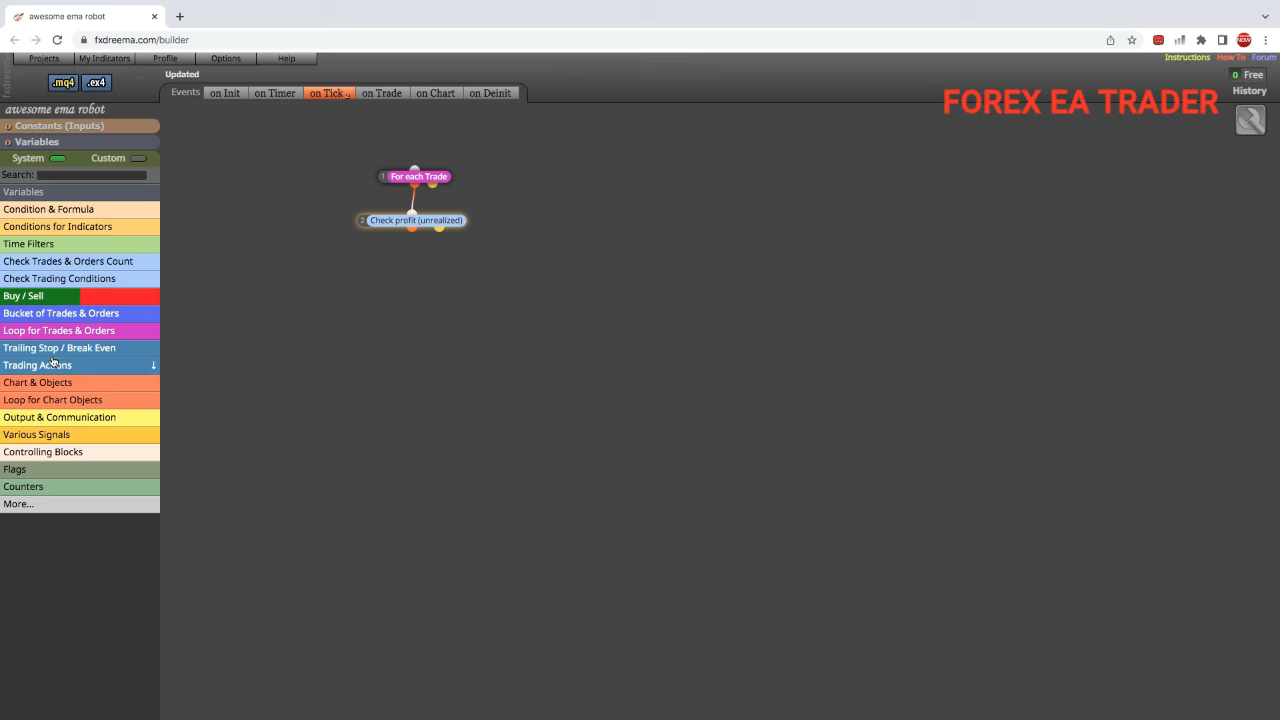 awesome ema robot
fxdreema.com/builder
fxdreema
Projects My Indicators Profile Options Help
Instructions How To Forum
.mq4 .ex4
Updated
0 Free
History
Events on Init on Timer on Tick 2 on Trade on Chart on Deinit
FOREX EA TRADER
NOW
awesome ema robot
Constants (Inputs)
Variables
System Custom
Search:
Variables
Condition & Formula
Conditions for Indicators
Time Filters
Check Trades & Orders Count
Check Trading Conditions
Buy / Sell
Bucket of Trades & Orders
Loop for Trades & Orders
Trailing Stop / Break Even
Trading Actions
Chart & Objects
Loop for Chart Objects
Output & Communication
Various Signals
Controlling Blocks
Flags
Counters
More...
1 For each Trade
2 Check profit (unrealized)